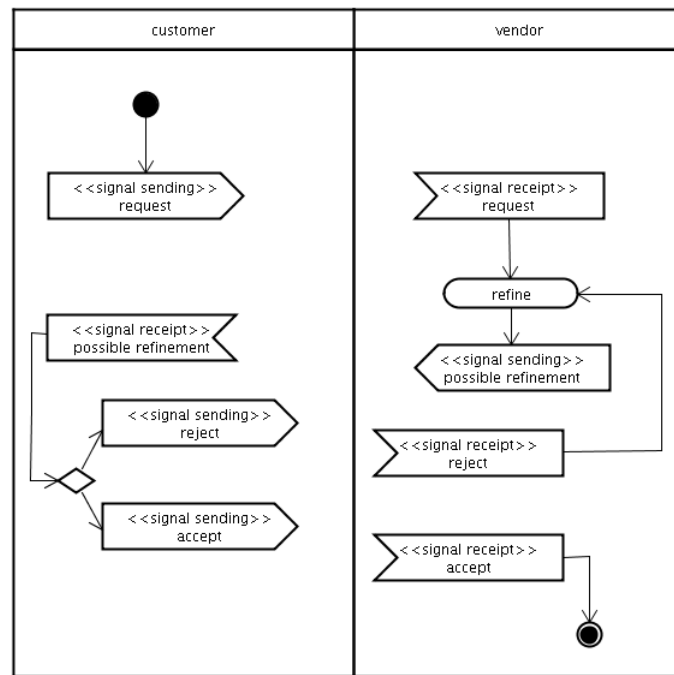 customer
vendor
<<signal sending>>
request
<<signal receipt>>
request
refine
<<signal receipt>>
possible refinement
<<signal sending>>
possible refinement
<<signal sending>>
reject
<<signal receipt>>
reject
<<signal sending>>
accept
<<signal receipt>>
accept